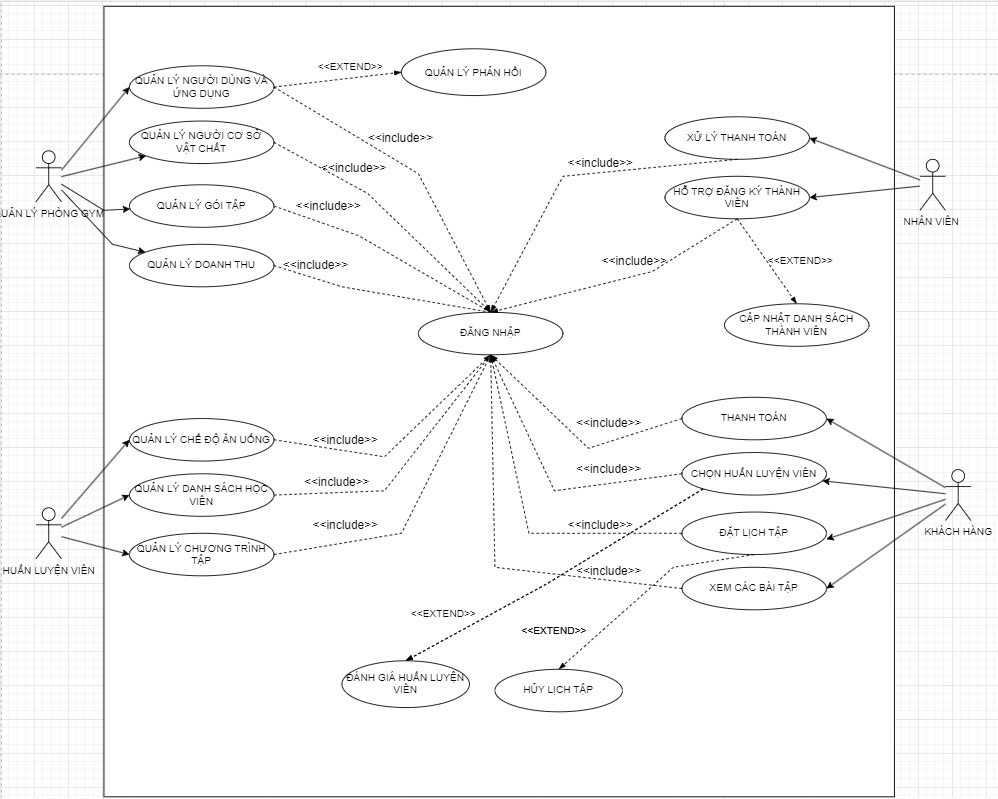 <<EXTEND>>
QUẢN LÝ PHẢN HỒI
QUẢN LÝ NGƯỜI DÙNG VÀ
ỨNG DỤNG
<<include>>
QUẢN LÝ NGƯỜI CƠ SỞ
VẬT CHẤT
<<include>>
XỬ LÝ THANH TOÁN
<<include>>
HỖ TRỢ ĐĂNG KÝ THÀNH
VIÊN
UẢN LÝ PHÒNG GYM
QUẢN LÝ GÓI TẬP
<<include>>
NHÂN VIÊN
QUẢN LÝ DOANH THU
<<include>>
<<include>>
<<EXTEND>>
CẬP NHẬT DANH SÁCH
THÀNH VIÊN
ĐĂNG NHẬP
THANH TOÁN
<<include>>
QUẢN LÝ CHẾ ĐỘ ĂN UỐNG
<<include>>
<<include>>
CHỌN HUẤN LUYỆN VIÊN
QUẢN LÝ DANH SÁCH HỌC
VIÊN
<<include>>
<<include>>
<<include>>
ĐẶT LỊCH TẬP
KHÁCH HÀNG
QUẢN LÝ CHƯƠNG TRÌNH
TẬP
HUẤN LUYỆN VIÊN
<<include>>
XEM CÁC BÀI TẬP
<<EXTEND>>
<<EXTEND>>
ĐÁNH GIÁ HUẤN LUYỆN
VIÊN
HỦY LỊCH TẬP